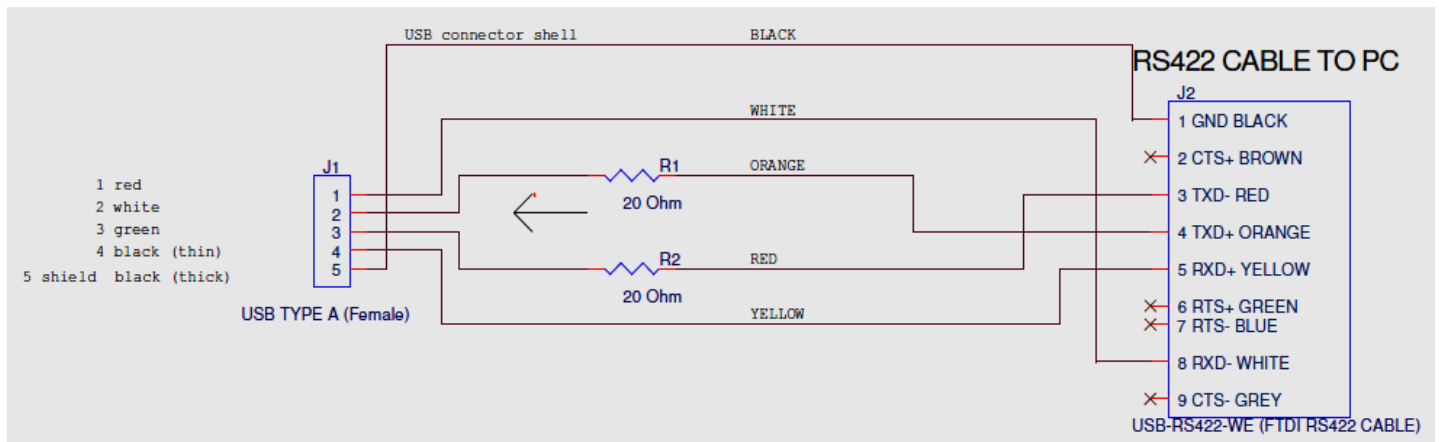 USB connector shell
BLACK
RS422 CABLE TO PC
J2
1 GND BLACK
WHITE
2 CTS+ BROWN
J1
R1
ORANGE
20 Ohm
1 red
2 white
3 green
4 black (thin)
5 shield black (thick)
1
2
3
4
5
3 TXD- RED
4 TXD+ ORANGE
R2
RED
20 Ohm
5 RXD+ YELLOW
USB TYPE A (Female)
YELLOW
6 RTS+ GREEN
7 RTS- BLUE
8 RXD- WHITE
9 CTS- GREY
USB-RS422-WE (FTDI RS422 CABLE)